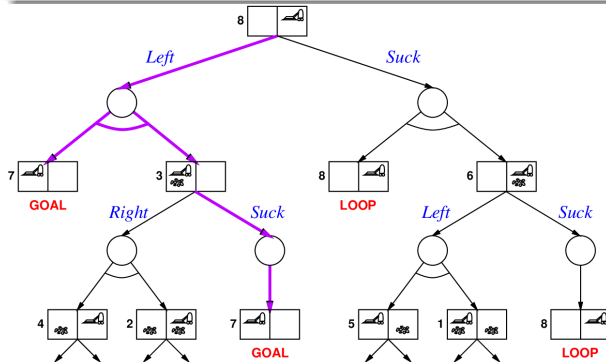 8
Left Suck
7 3 8 6
GOAL LOOP
Right Suck Left Suck
4 2 7 5 1 8
GOAL LOOP